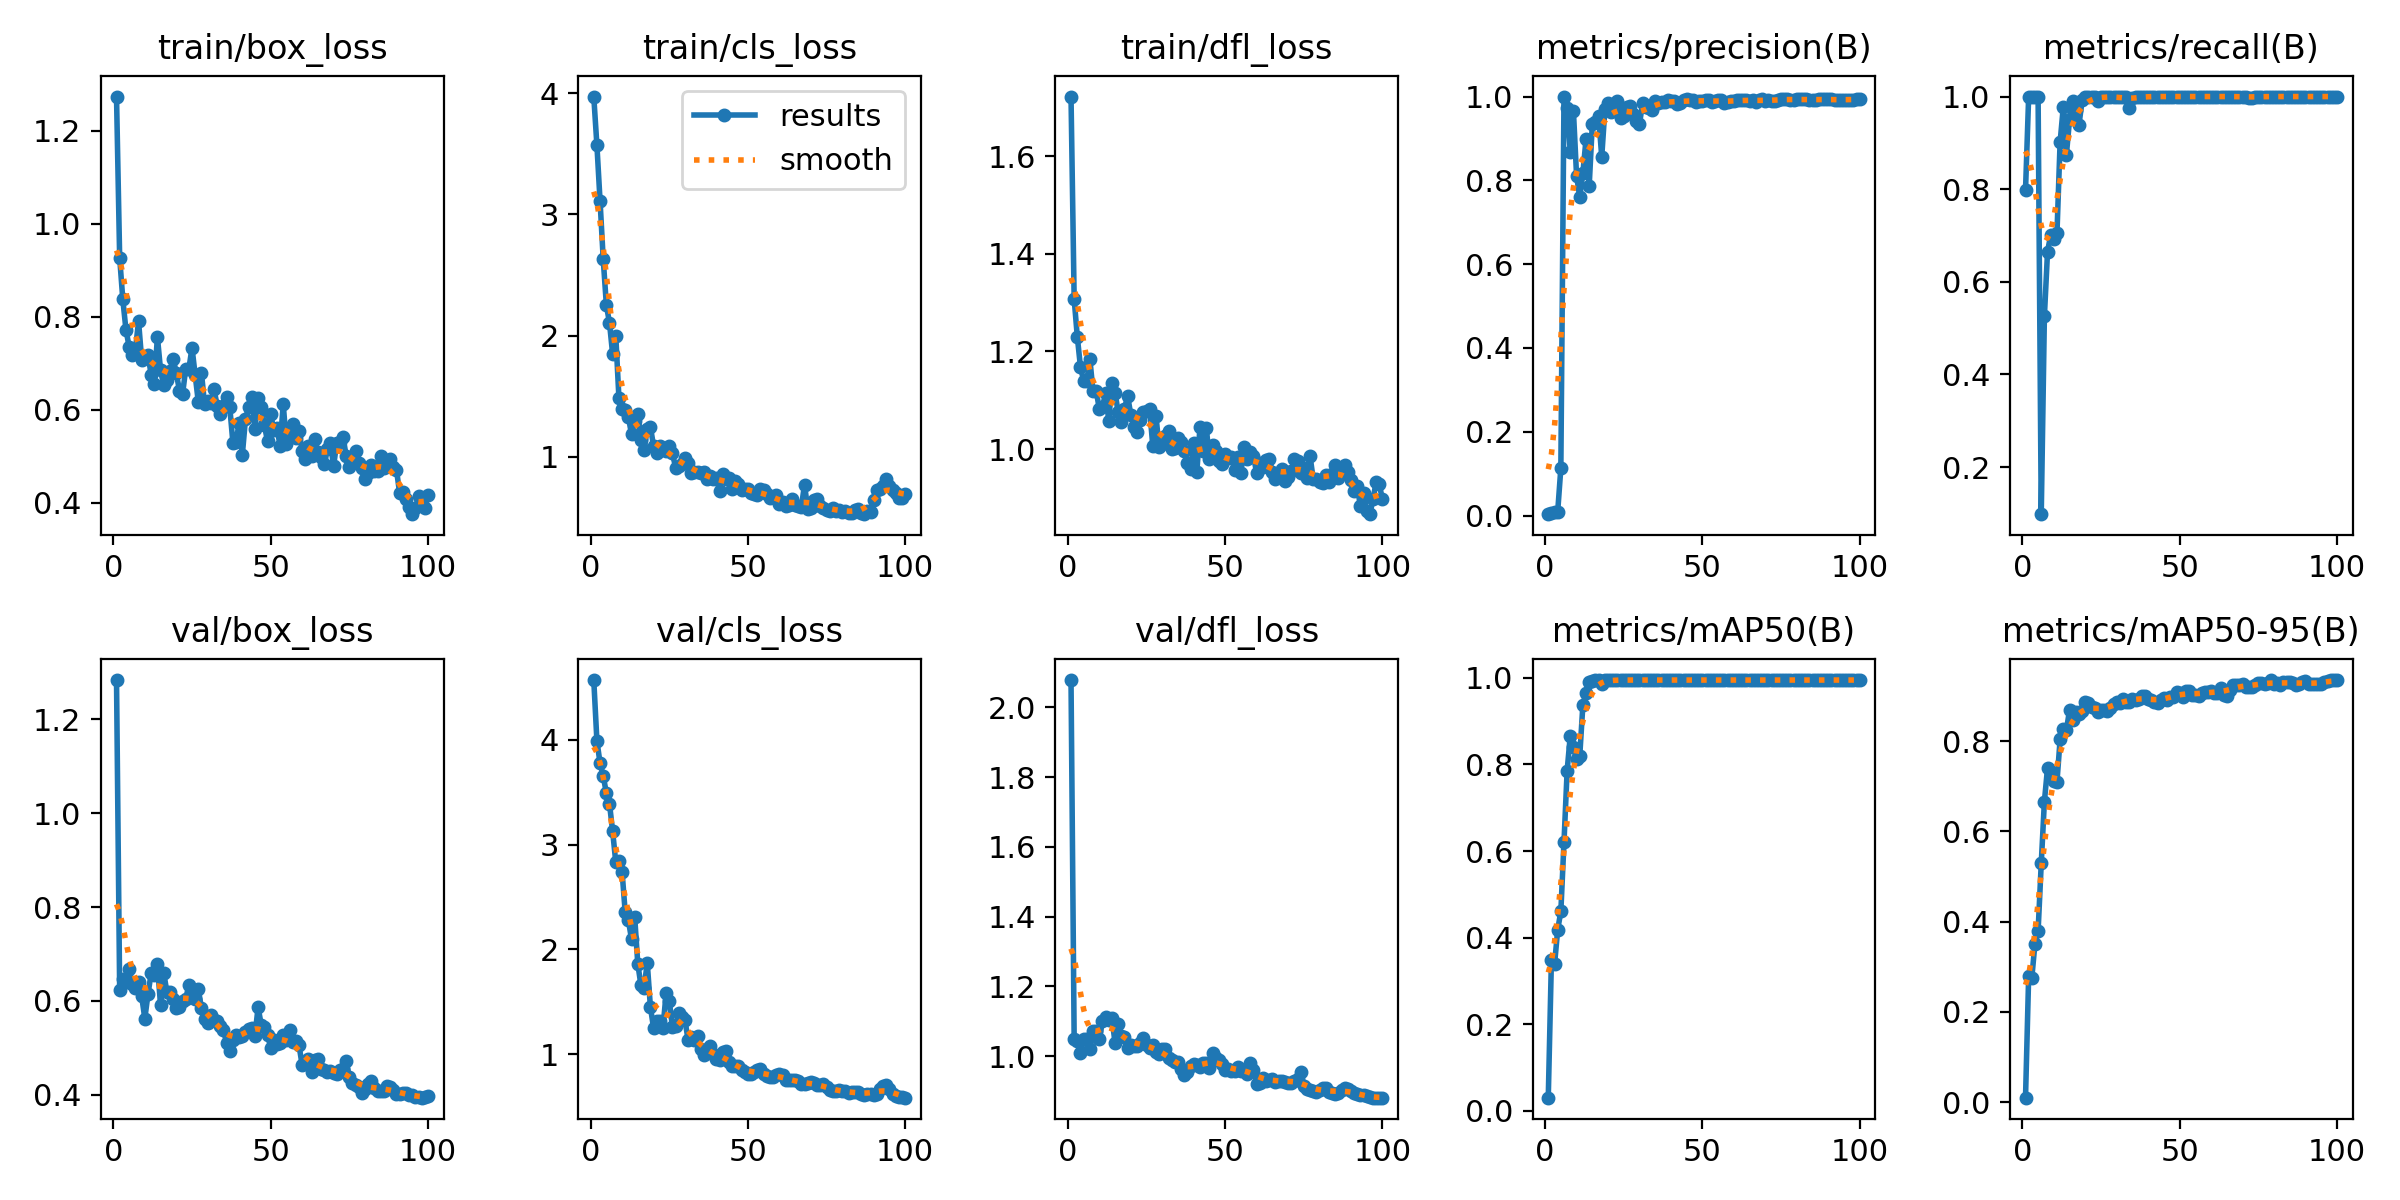 train/box_loss
1.2
1.0
0.8
0.6
0.4
0 50 100
train/cls_loss
results
smooth
4
3
2
1
0 50 100
train/dfl_loss
1.6
1.4
1.2
1.0
0 50 100
metrics/precision(B)
1.0
0.8
0.6
0.4
0.2
0.0
0 50 100
metrics/recall(B)
1.0
0.8
0.6
0.4
0.2
0 50 100
val/box_loss
1.2
1.0
0.8
0.6
0.4
0 50 100
val/cls_loss
4
3
2
1
0 50 100
val/dfl_loss
2.0
1.8
1.6
1.4
1.2
1.0
0 50 100
metrics/mAP50(B)
1.0
0.8
0.6
0.4
0.2
0.0
0 50 100
metrics/mAP50-95(B)
0.8
0.6
0.4
0.2
0.0
0 50 100